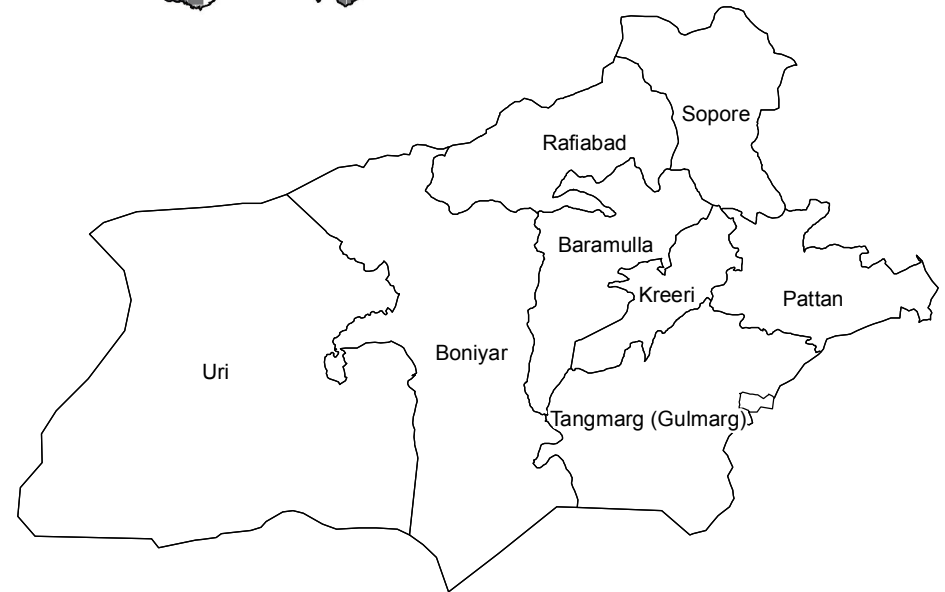 Sopore
Rafiabad
Baramulla
Kreeri
Pattan
Boniyar
Uri
Tangmarg (Gulmarg)